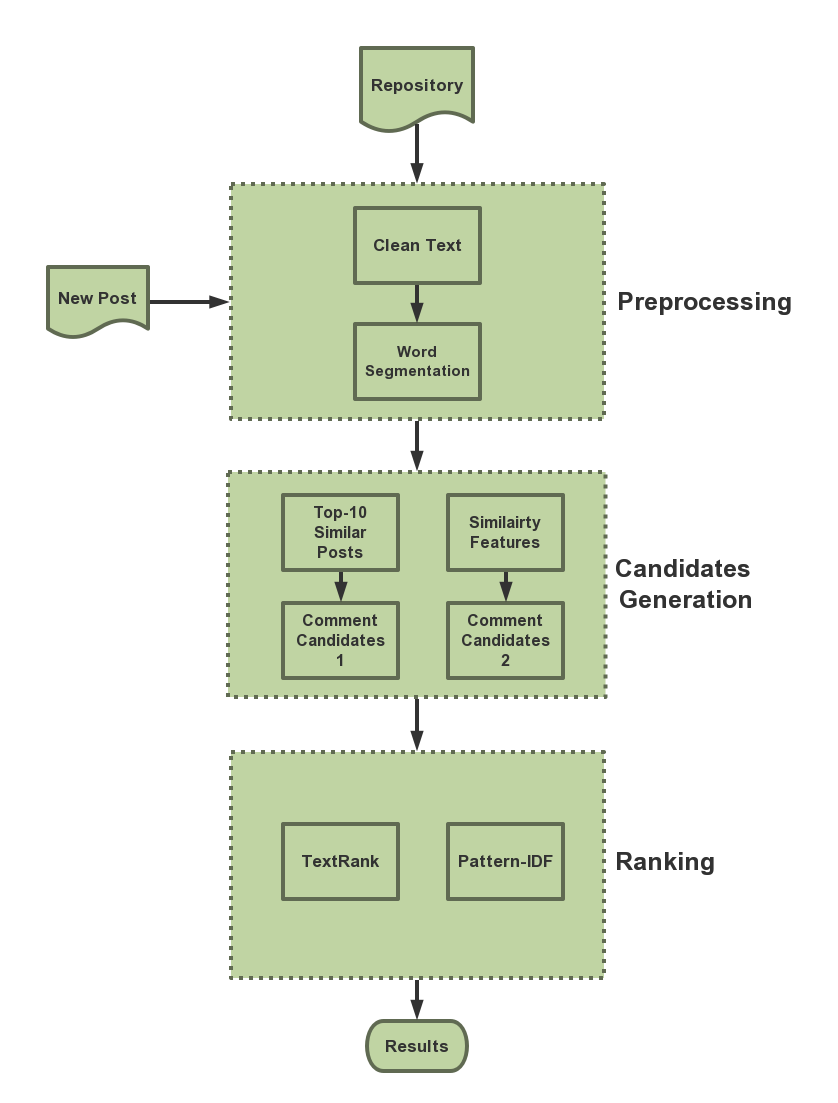 Repository
Clean Text
New Post
Preprocessing
Word
Segmentation
Top-10
Similar
Posts
Similairty
Features
Candidates
Generation
Comment
Candidates
1
Comment
Candidates
2
TextRank
Pattern-IDF
Ranking
Results